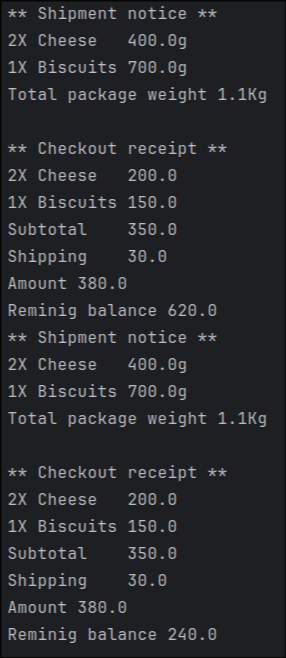 ** Shipment notice **
2X Cheese   400.0g
1X Biscuits 700.0g
Total package weight 1.1Kg

** Checkout receipt **
2X Cheese   200.0
1X Biscuits 150.0
Subtotal    350.0
Shipping    30.0
Amount 380.0
Reminig balance 620.0
** Shipment notice **
2X Cheese   400.0g
1X Biscuits 700.0g
Total package weight 1.1Kg

** Checkout receipt **
2X Cheese   200.0
1X Biscuits 150.0
Subtotal    350.0
Shipping    30.0
Amount 380.0
Reminig balance 240.0